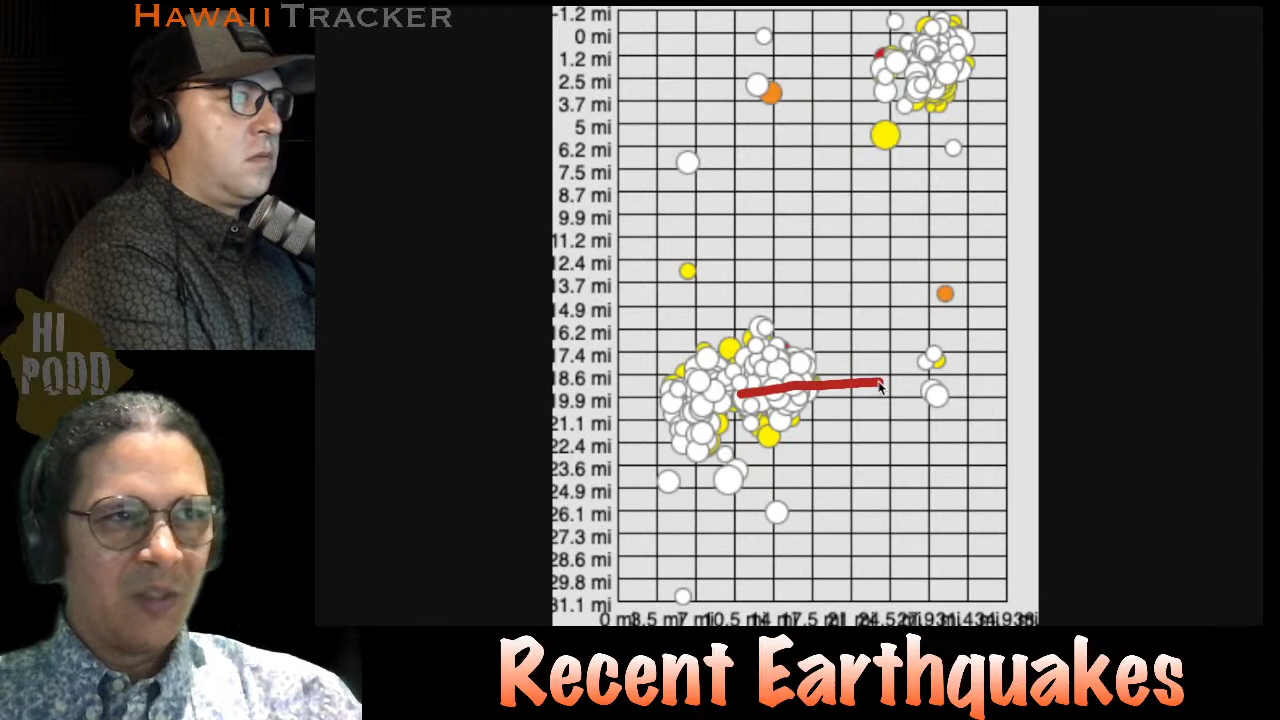 HAWAII TRACKER
HI
PODD
-1.2 mi
0 mi
1.2 mi
2.5 mi
3.7 mi
5 mi
6.2 mi
7.5 mi
8.7 mi
9.9 mi
11.2 mi
12.4 mi
13.7 mi
14.9 mi
16.2 mi
17.4 mi
18.6 mi
19.9 mi
21.1 mi
22.4 mi
23.6 mi
24.9 mi
26.1 mi
27.3 mi
28.6 mi
29.8 mi
31.1 mi
Recent Earthquakes